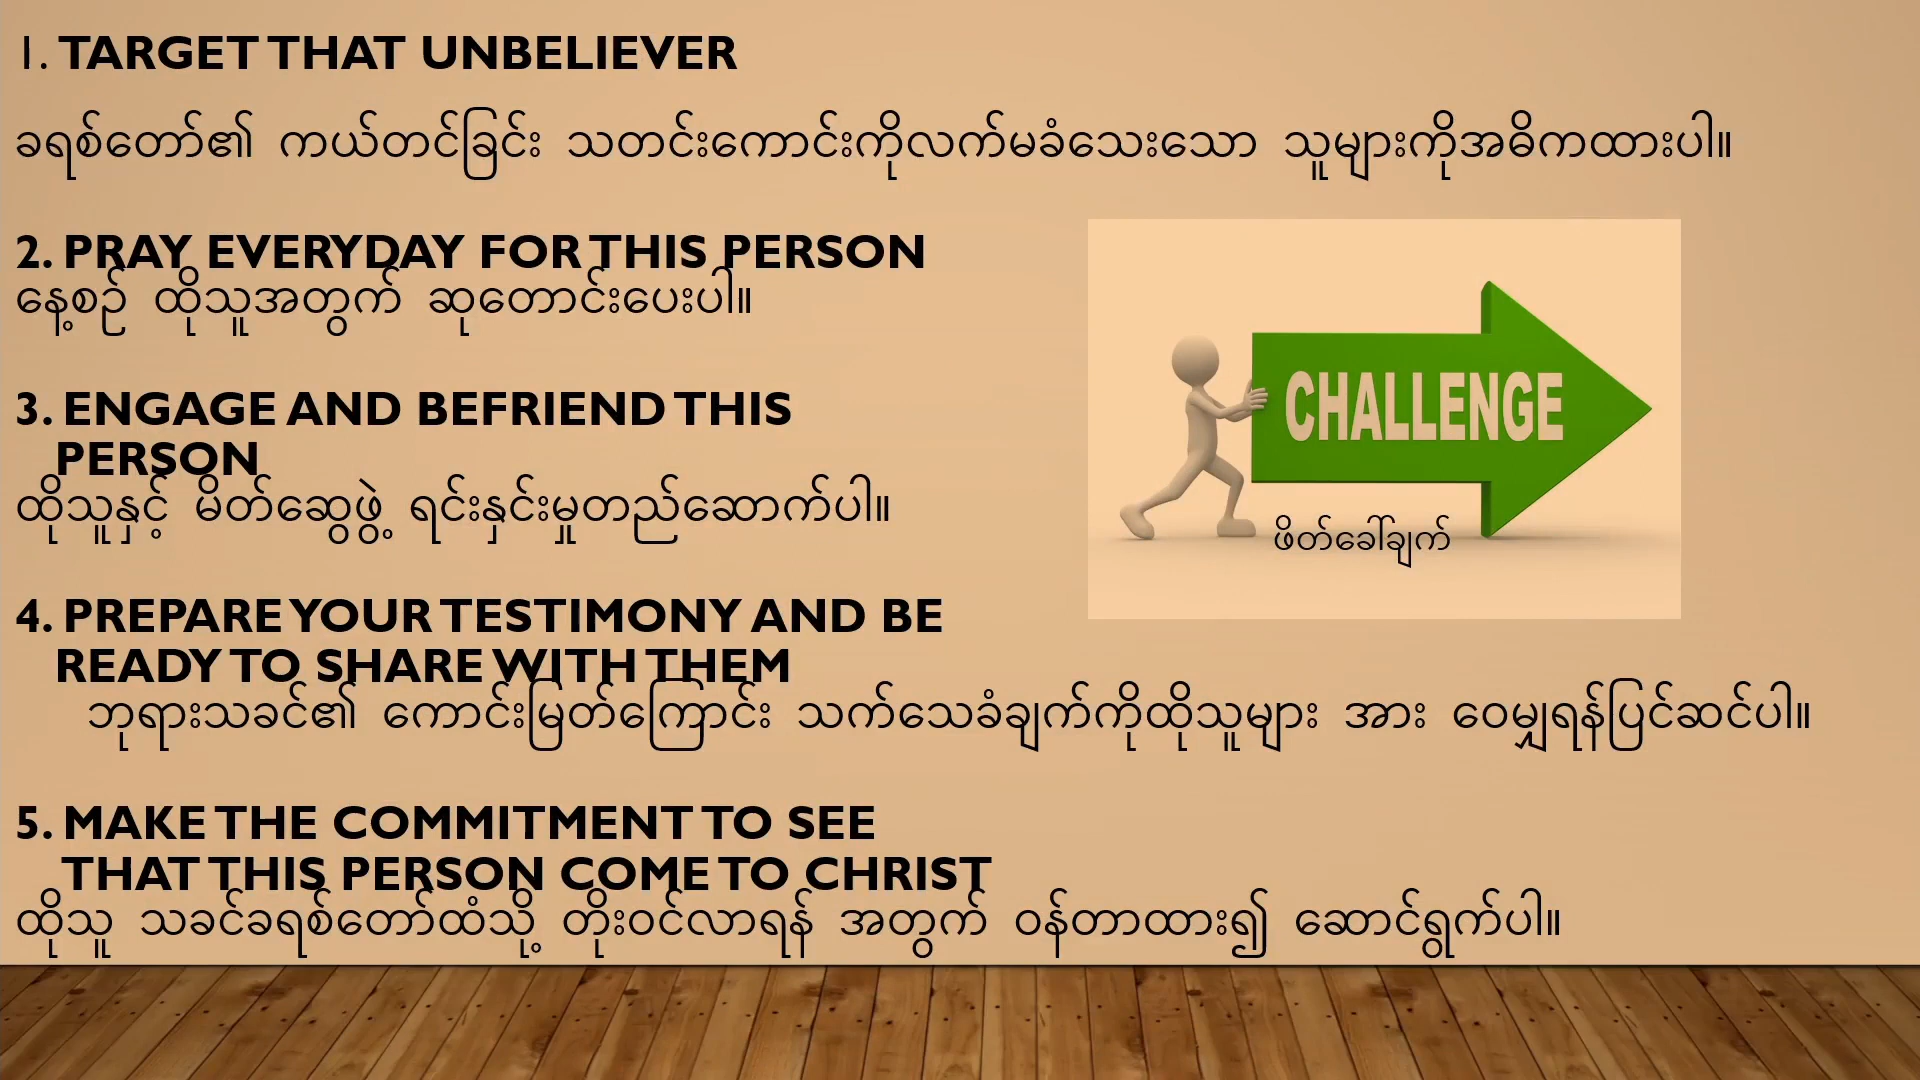 1. TARGET THAT UNBELIEVER
ခရစ်တော်၏ ကယ်တင်ခြင်း သတင်းကောင်းကိုလက်မခံသေးသော သူများကိုအဓိကထားပါ။
2. PRAY EVERYDAY FOR THIS PERSON
နေ့စဉ် ထိုသူအတွက် ဆုတောင်းပေးပါ။
3. ENGAGE AND BEFRIEND THIS
PERSON
ထိုသူနှင့် မိတ်ဆွေဖွဲ့ ရင်းနှင်းမှုတည်ဆောက်ပါ။
4. PREPARE YOUR TESTIMONY AND BE
READY TO SHARE WITH THEM
ဘုရားသခင်၏ ကောင်းမြတ်ကြောင်း သက်သေခံချက်ကိုထိုသူများ အား ဝေမျှရန်ပြင်ဆင်ပါ။
5. MAKE THE COMMITMENT TO SEE
THAT THIS PERSON COME TO CHRIST
ထိုသူ သခင်ခရစ်တော်ထံသို့ တိုးဝင်လာရန် အတွက် ဝန်တာထား၍ ဆောင်ရွက်ပါ။
CHALLENGE
ဖိတ်ခေါ်ချက်